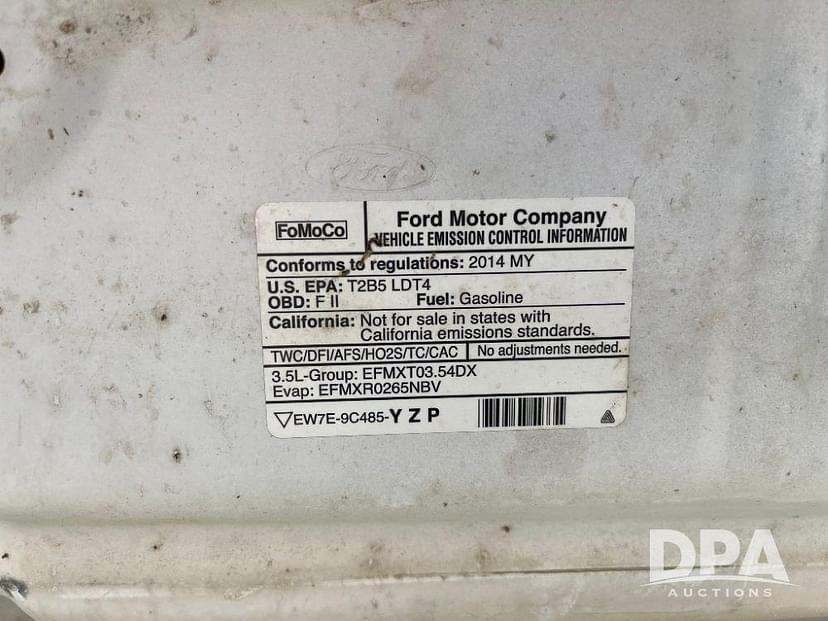 Ford
FoMoCo
Ford Motor Company
VEHICLE EMISSION CONTROL INFORMATION
Conforms to regulations: 2014 MY
U.S. EPA: T2B5 LDT4
OBD: F II Fuel: Gasoline
California: Not for sale in states with
California emissions standards.
TWC/DFI/AFS/HO2S/TC/CAC No adjustments needed.
3.5L-Group: EFMXT03.54DX
Evap: EFMXR0265NBV
EW7E-9C485-Y Z P
DPA
AUCTIONS